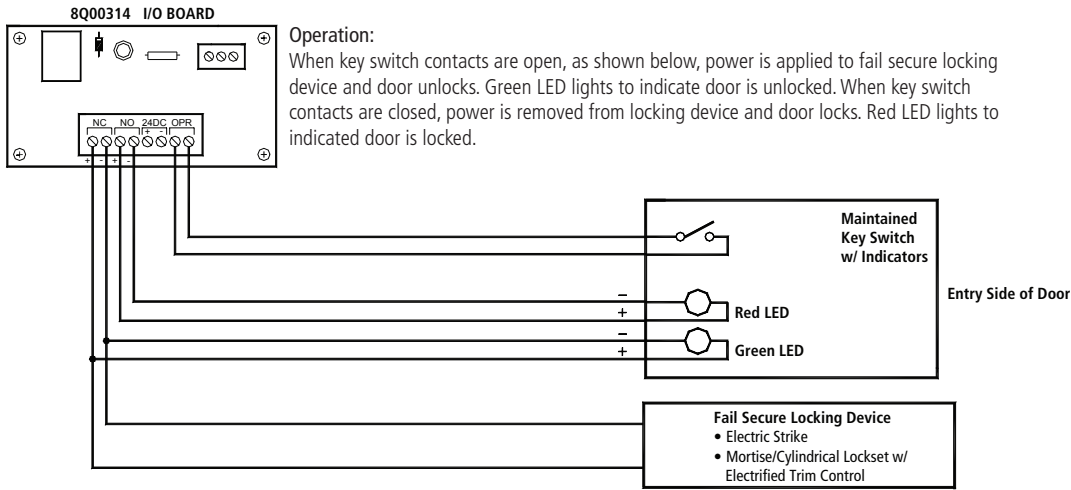 8Q00314 I/O BOARD
Operation:
When key switch contacts are open, as shown below, power is applied to fail secure locking
device and door unlocks. Green LED lights to indicate door is unlocked. When key switch
contacts are closed, power is removed from locking device and door locks. Red LED lights to
indicated door is locked.
NC NO 24DC OPR
+ -
+ - + -
Maintained
Key Switch
w/ Indicators
Entry Side of Door
–
+ Red LED
–
+ Green LED
Fail Secure Locking Device
• Electric Strike
• Mortise/Cylindrical Lockset w/
Electrified Trim Control